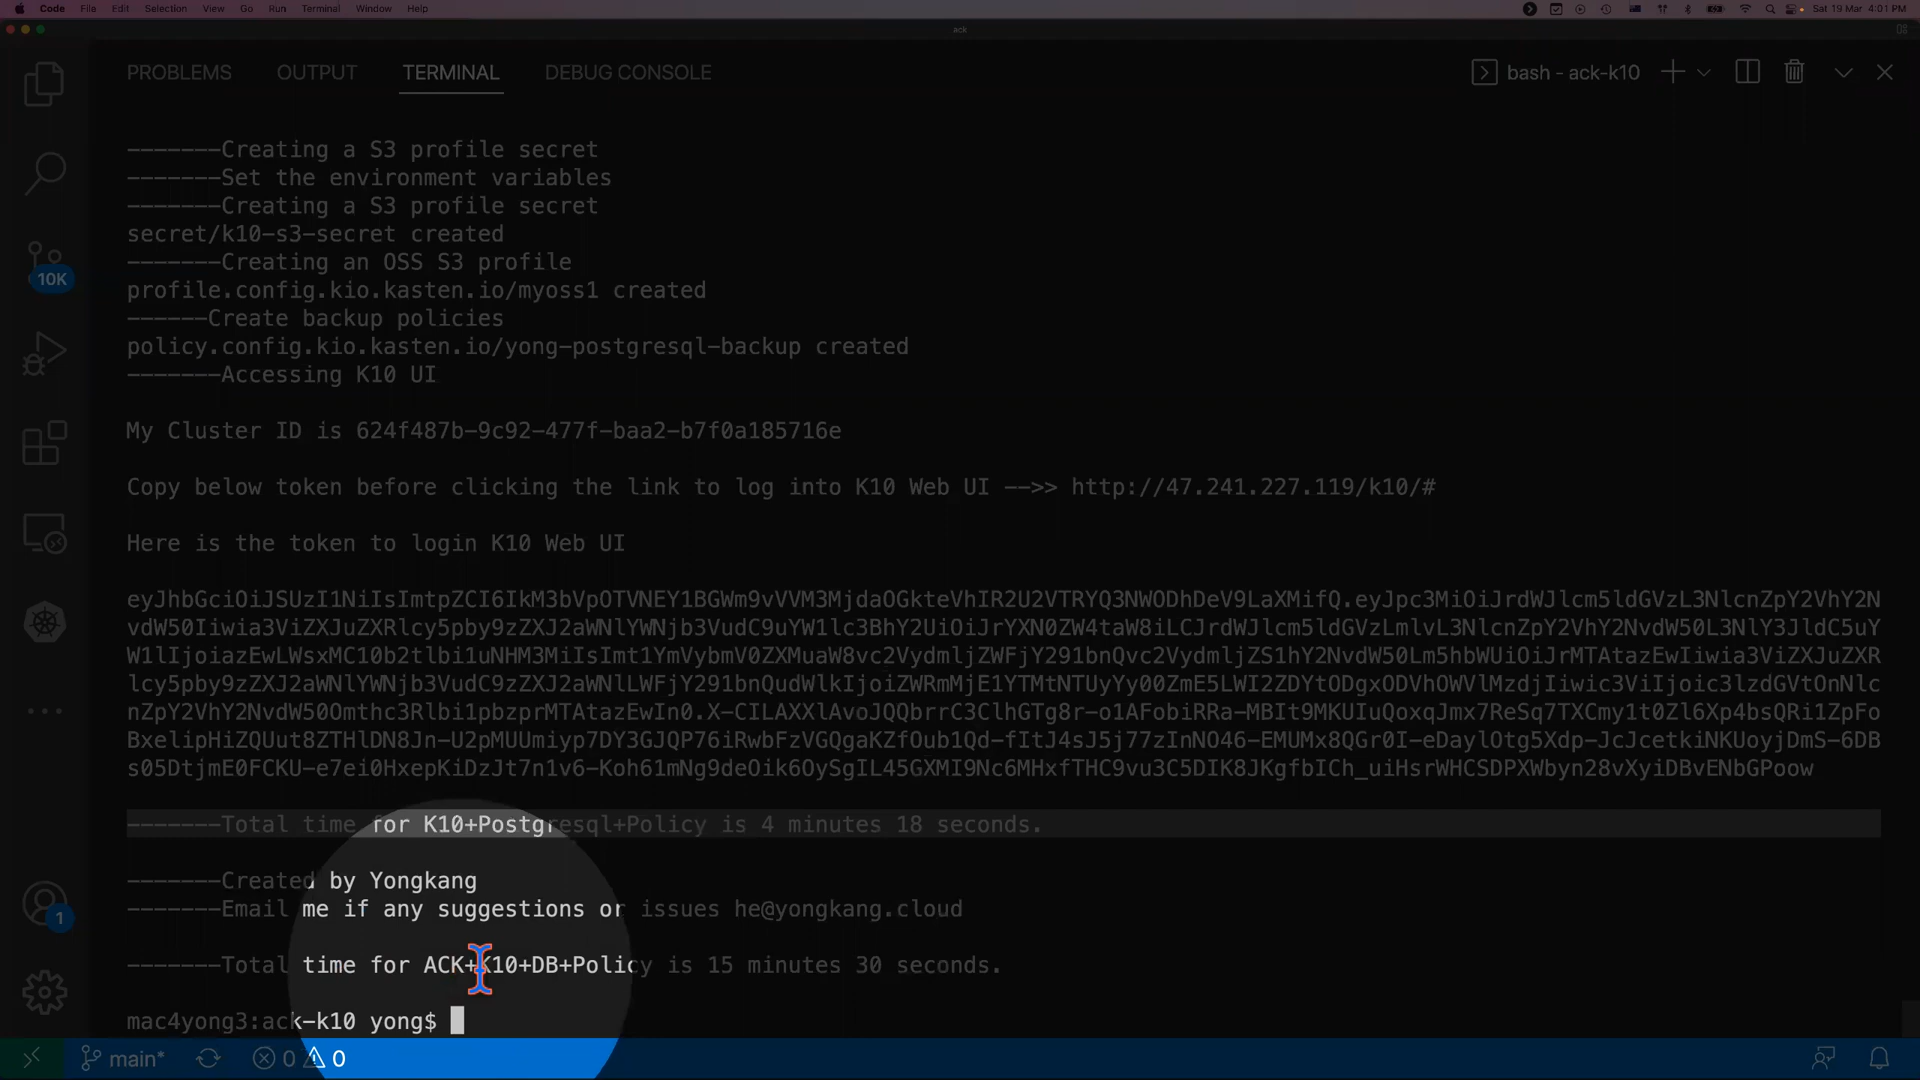 Code File Edit Selection View Go Run Terminal Window Help Sat 19 Mar 4:01 PM
ack
PROBLEMS OUTPUT TERMINAL DEBUG CONSOLE bash - ack-k10
-------Creating a S3 profile secret
-------Set the environment variables
-------Creating a S3 profile secret
secret/k10-s3-secret created
-------Creating an OSS S3 profile
profile.config.kio.kasten.io/myoss1 created
------Create backup policies
policy.config.kio.kasten.io/yong-postgresql-backup created
-------Accessing K10 UI
My Cluster ID is 624f487b-9c92-477f-baa2-b7f0a185716e
Copy below token before clicking the link to log into K10 Web UI -->> http://47.241.227.119/k10/#
Here is the token to login K10 Web UI
eyJhbGciOiJSUzI1NiIsImtpZCI6IkM3bVpOTVNEY1BGWm9vVVM3MjdaOGkteVhIR2U2VTRYQ3NWODhDeV9LaXMifQ.eyJpc3MiOiJrdWJlcm5ldGVzL3NlcnZpY2VhY2N
vdW50Iiwia3ViZXJuZXRlcy5pby9zZXJ2aWNlYWNjb3VudC9uYW1lc3BhY2UiOiJrYXN0ZW4taW8iLCJrdWJlcm5ldGVzLmlvL3NlcnZpY2VhY2NvdW50L3NlY3JldC5uY
W1lIjoiazEwLWsxMC10b2tlbi1uNHM3MiIsImt1YmVybmV0ZXMuaW8vc2VydmljZWFjY291bnQvc2VydmljZS1hY2NvdW50Lm5hbWUiOiJrMTAtazEwIiwia3ViZXJuZXR
lcy5pby9zZXJ2aWNlYWNjb3VudC9zZXJ2aWNlLWFjY291bnQudWlkIjoiZWRmMjE1YTMtNTUyYy00ZmE5LWI2ZDYtODgxODVhOWVlMzdjIiwic3ViIjoic3lzdGVtOnNlc
nZpY2VhY2NvdW50Omthc3Rlbi1pbzprMTAtazEwIn0.X-CILAXXlAvoJQQbrrC3ClhGTg8r-o1AFobiRRa-MBIt9MKUIuQoxqJmx7ReSq7TXCmy1t0Zl6Xp4bsQRi1ZpFo
BxelipHiZQUut8ZTHlDN8Jn-U2pMUUmiyp7DY3GJQP76iRwbFzVGQgaKZfOub1Qd-fItJ4sJ5j77zInNO46-EMUMx8QGr0I-eDaylOtg5Xdp-JcJcetkiNKUoyjDmS-6DB
s05DtjmE0FCKU-e7ei0HxepKiDzJt7n1v6-Koh61mNg9deOik6OySgIL45GXMI9Nc6MHxfTHC9vu3C5DIK8JKgfbICh_uiHsrWHCSDPXWbyn28vXyiDBvENbGPoow
-------Total time for K10+Postgresql+Policy is 4 minutes 18 seconds.
-------Created by Yongkang
-------Email me if any suggestions or issues he@yongkang.cloud
-------Total time for ACK+K10+DB+Policy is 15 minutes 30 seconds.
mac4yong3:ack-k10 yong$
10K
1
main* 0 0